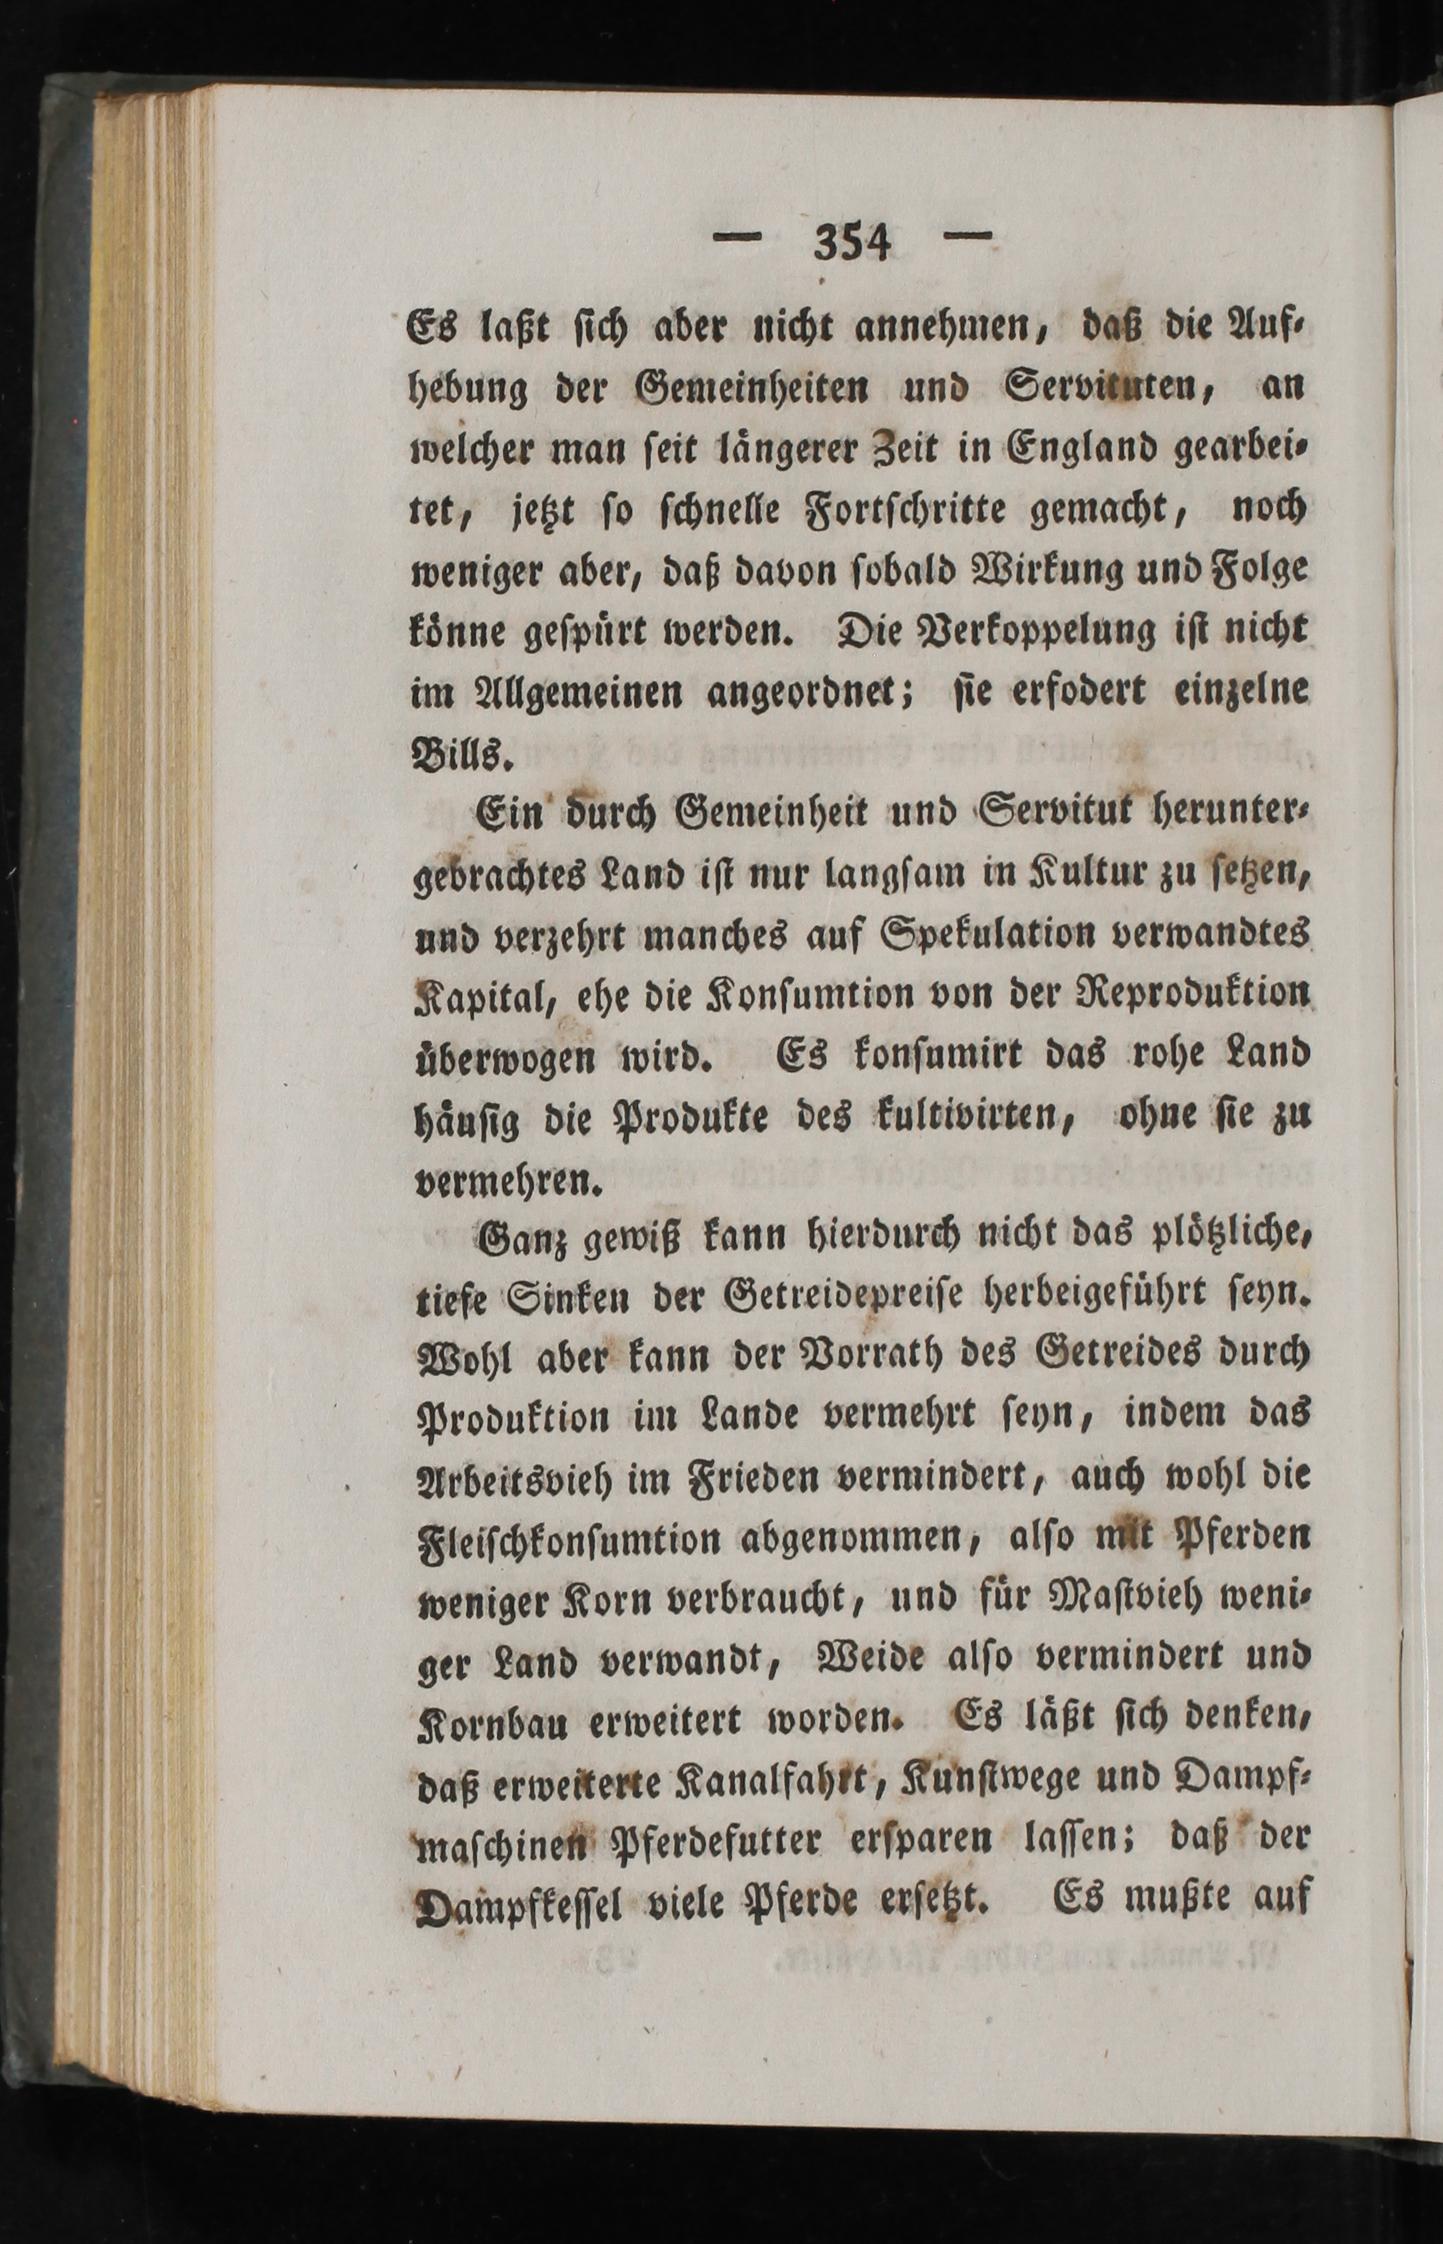 — 354 —
Es laßt sich aber nicht annehmen, daß die Auf-
hebung der Gemeinheiten und Servituten, an
welcher man seit längerer Zeit in England gearbei-
tet, jetzt so schnelle Fortschritte gemacht, noch
weniger aber, daß davon sobald Wirkung und Folge
könne gespürt werden. Die Verkoppelung ist nicht
im Allgemeinen angeordnet; sie erfodert einzelne
Bills.
Ein durch Gemeinheit und Servitut herunter-
gebrachtes Land ist nur langsam in Kultur zu setzen,
und verzehrt manches auf Spekulation verwandtes
Kapital, ehe die Konsumtion von der Reproduktion
überwogen wird. Es konsumirt das rohe Land
häusig die Produkte des kultivirten, ohne sie zu
vermehren.
Ganz gewiß kann hierdurch nicht das plötzliche,
tiefe Sinken der Getreidepreise herbeigeführt seyn.
Wohl aber kann der Vorrath des Getreides durch
Produktion im Lande vermehrt seyn, indem das
Arbeitsvieh im Frieden vermindert, auch wohl die
Fleischkonsumtion abgenommen, also mit Pferden
weniger Korn verbraucht, und für Mastvieh weni-
ger Land verwandt, Weide also vermindert und
Kornbau erweitert worden. Es läßt sich denken,
daß erweiterte Kanalfahrt, Kunstwege und Dampf-
maschinen Pferdefutter ersparen lassen; daß der
Dampfkessel viele Pferde ersetzt. Es mußte auf